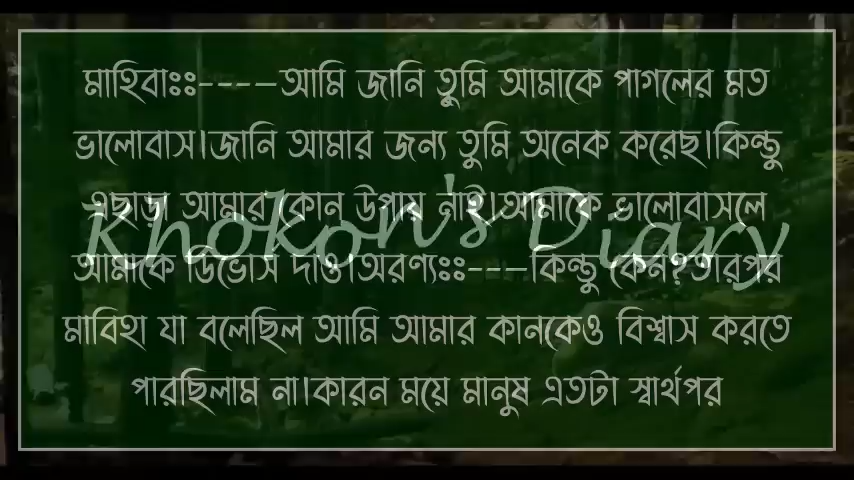 মাহিবাঃঃ----আমি জানি তুুমি আমাকে পাগলের মত
ভালোবাস।জানি আমার জন্য তুমি অনেক করেছ।কিন্তু
এছাড়া আমার কোন উপায় নাই।আমাকে ভালোবাসলে
Khokon's Diary
আমাকে ডিভোস দাও।অরণ্যঃঃ---কিন্তু কেন?তারপর
মাবিহা যা বলেছিল আমি আমার কানকেও বিশ্বাস করতে
পারছিলাম না।কারন ময়ে মানুষ এতটা স্বার্থপর